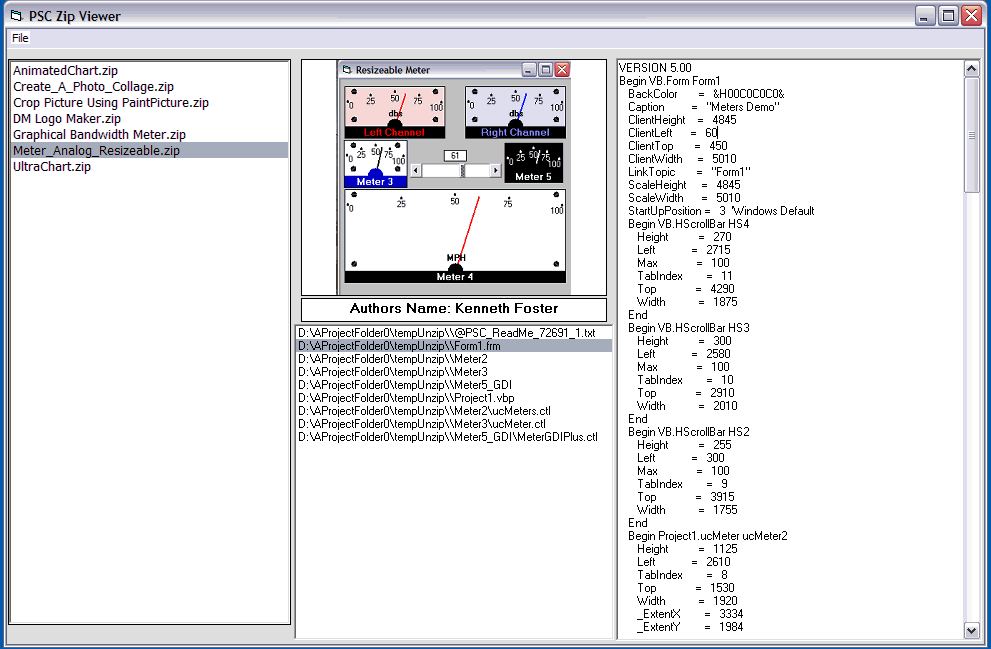 PSC Zip Viewer
File
AnimatedChart.zip
Create_A_Photo_Collage.zip
Crop Picture Using PaintPicture.zip
DM Logo Maker.zip
Graphical Bandwidth Meter.zip
Meter_Analog_Resizeable.zip
UltraChart.zip
Resizeable Meter
0 25 50 75 100
dbs
Left Channel
0 25 50 75 100
dbs
Right Channel
0 25 50 75 100
Meter 3
61
0 25 50 75 100
Meter 5
0 25 50 75 100
MPH
Meter 4
Authors Name: Kenneth Foster
D:\AProjectFolder0\tempUnzip\\@PSC_ReadMe_72691_1.txt
D:\AProjectFolder0\tempUnzip\\Form1.frm
D:\AProjectFolder0\tempUnzip\\Meter2
D:\AProjectFolder0\tempUnzip\\Meter3
D:\AProjectFolder0\tempUnzip\\Meter5_GDI
D:\AProjectFolder0\tempUnzip\\Project1.vbp
D:\AProjectFolder0\tempUnzip\\Meter2\ucMeters.ctl
D:\AProjectFolder0\tempUnzip\\Meter3\ucMeter.ctl
D:\AProjectFolder0\tempUnzip\\Meter5_GDI\MeterGDIPlus.ctl
VERSION 5.00
Begin VB.Form Form1
BackColor = &H00C0C0C0&
Caption = "Meters Demo"
ClientHeight = 4845
ClientLeft = 60
ClientTop = 450
ClientWidth = 5010
LinkTopic = "Form1"
ScaleHeight = 4845
ScaleWidth = 5010
StartUpPosition = 3 'Windows Default
Begin VB.HScrollBar HS4
Height = 270
Left = 2715
Max = 100
TabIndex = 11
Top = 4290
Width = 1875
End
Begin VB.HScrollBar HS3
Height = 300
Left = 2580
Max = 100
TabIndex = 10
Top = 2910
Width = 2010
End
Begin VB.HScrollBar HS2
Height = 255
Left = 300
Max = 100
TabIndex = 9
Top = 3915
Width = 1755
End
Begin Project1.ucMeter ucMeter2
Height = 1125
Left = 2610
TabIndex = 8
Top = 1530
Width = 1920
_ExtentX = 3334
_ExtentY = 1984